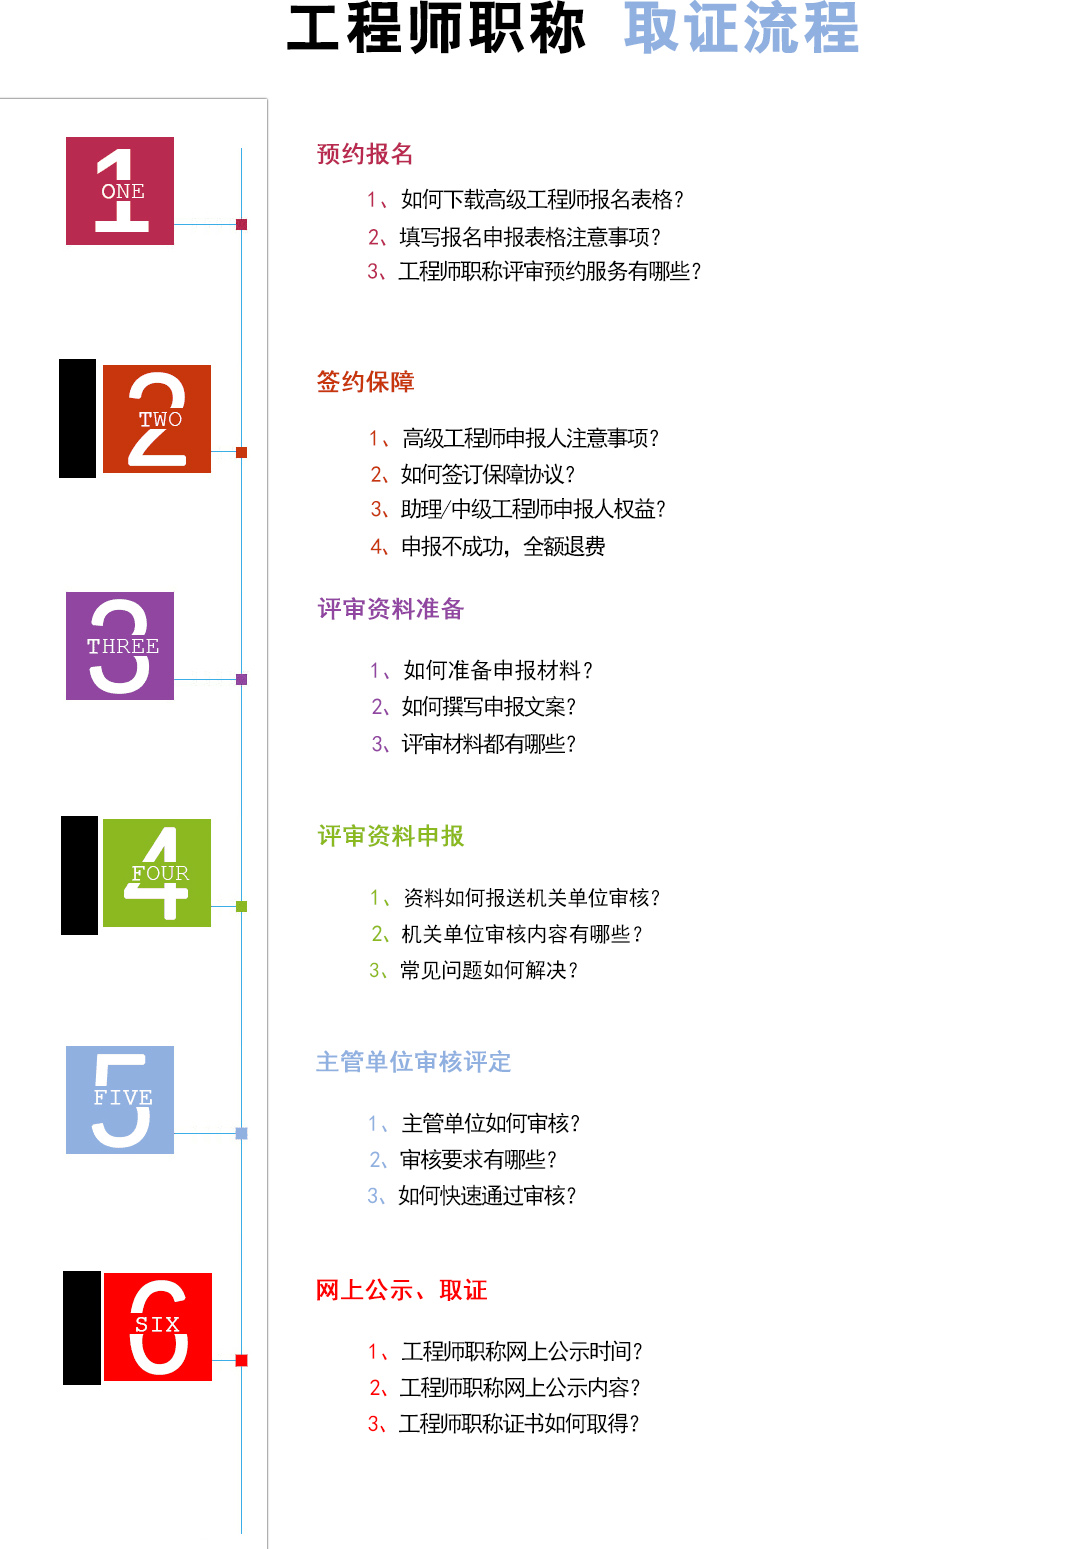 工程师职称 取证流程
1
ONE
预约报名
1、如何下载高级工程师报名表格?
2、填写报名申报表格注意事项?
3、工程师职称评审预约服务有哪些?
2
TWO
签约保障
1、高级工程师申报人注意事项?
2、如何签订保障协议?
3、助理/中级工程师申报人权益?
4、申报不成功，全额退费
3
THREE
评审资料准备
1、如何准备申报材料?
2、如何撰写申报文案?
3、评审材料都有哪些?
4
FOUR
评审资料申报
1、资料如何报送机关单位审核?
2、机关单位审核内容有哪些?
3、常见问题如何解决?
5
FIVE
主管单位审核评定
1、主管单位如何审核?
2、审核要求有哪些?
3、如何快速通过审核?
6
SIX
网上公示、取证
1、工程师职称网上公示时间?
2、工程师职称网上公示内容?
3、工程师职称证书如何取得?